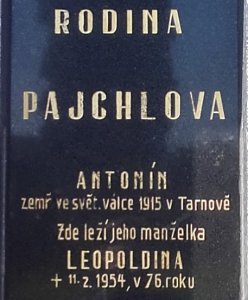 RODINA
PAJCHLOVA
ANTONÍN
zemř ve svět. válce 1915 v Tarnově
Zde leží jeho manželka
LEOPOLDINA
+ 11. 2. 1954, v 76. roku